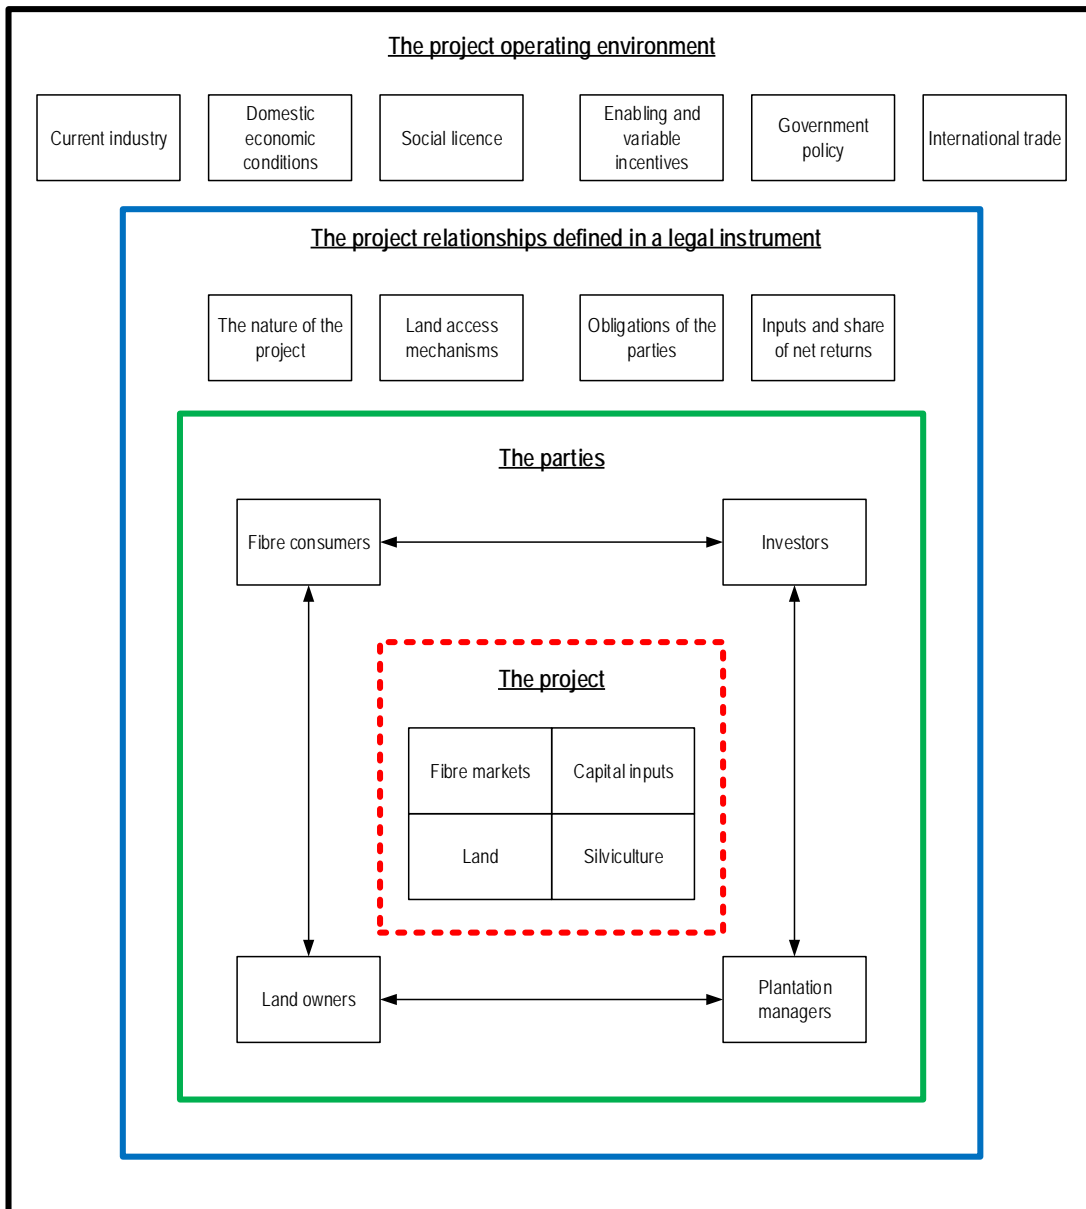 The project operating environment
Current industry
Domestic
economic
conditions
Social licence
Enabling and
variable
incentives
Government
policy
International trade
The project relationships defined in a legal instrument
The nature of the
project
Land access
mechanisms
Obligations of the
parties
Inputs and share
of net returns
The parties
Fibre consumers
Investors
The project
Fibre markets
Capital inputs
Land
Silviculture
Land owners
Plantation
managers